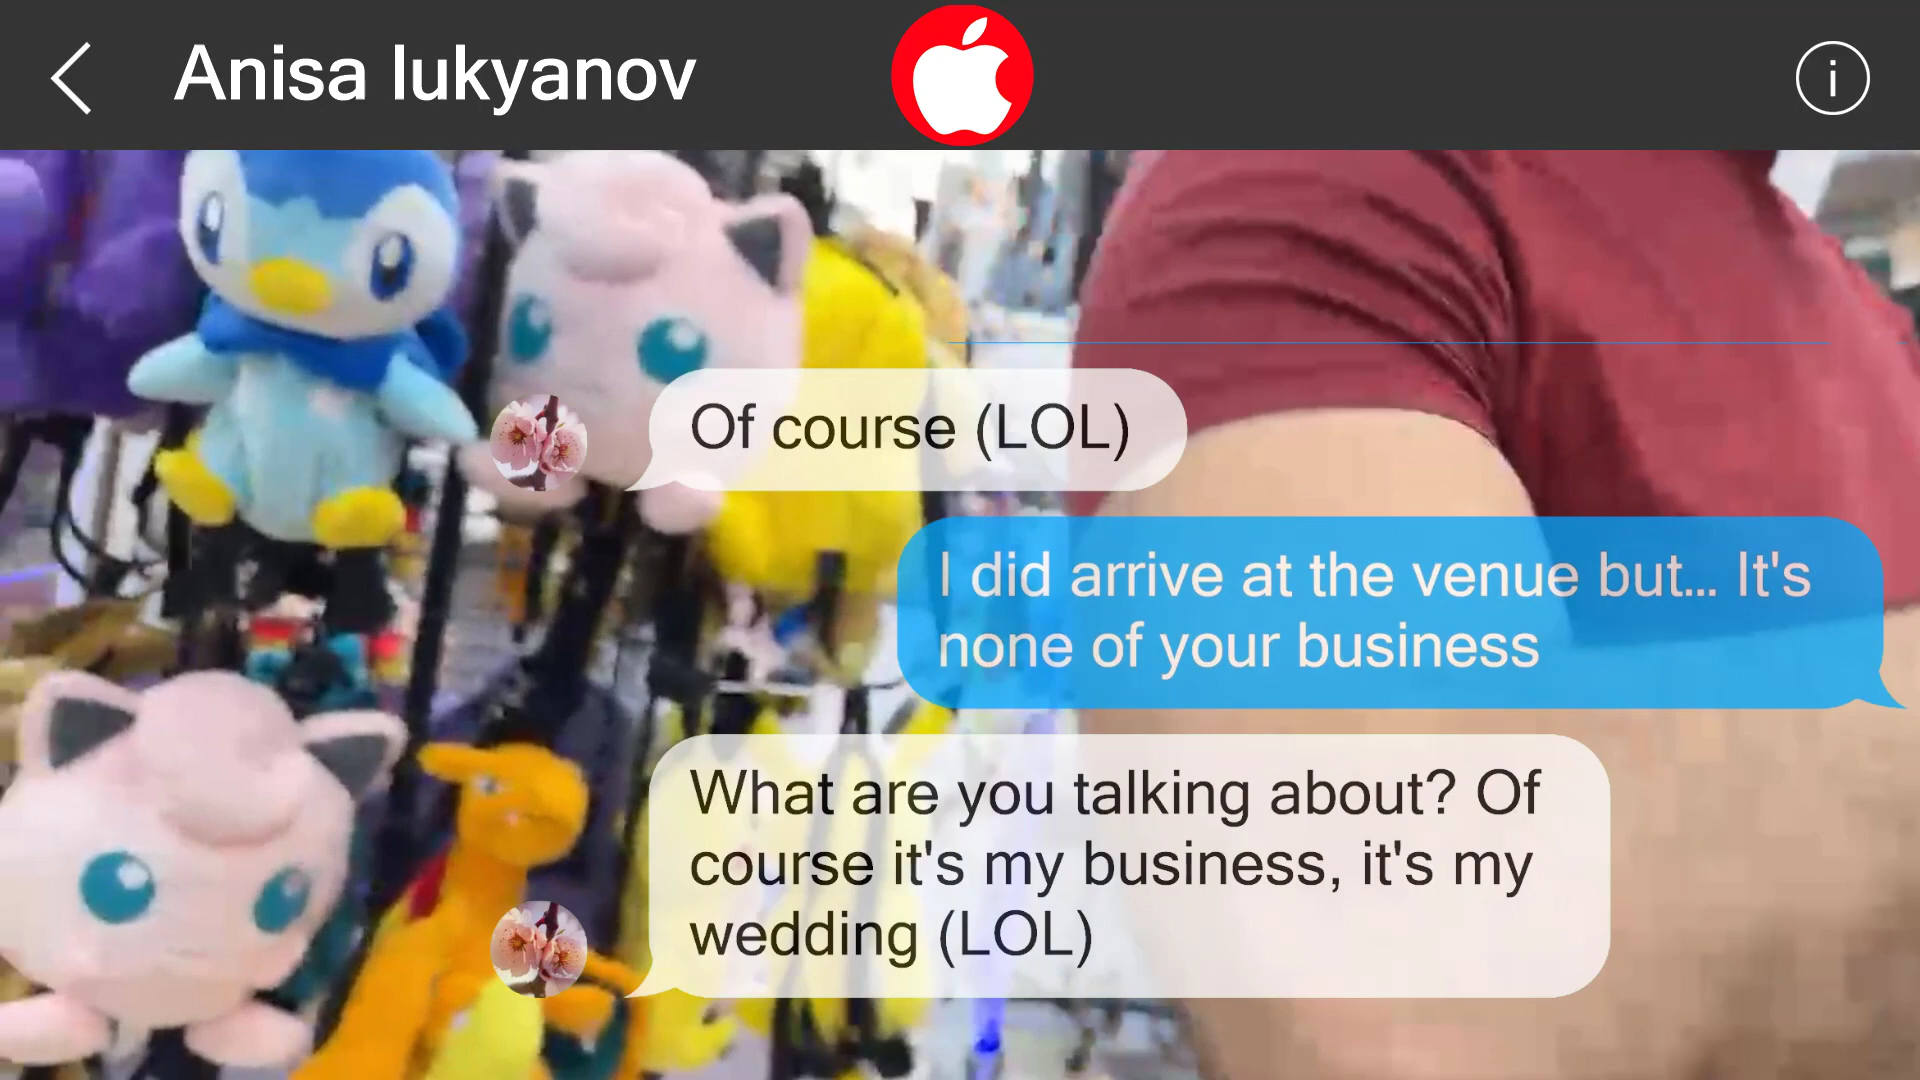 Anisa lukyanov
Of course (LOL)
I did arrive at the venue but... It's
none of your business
What are you talking about? Of
course it's my business, it's my
wedding (LOL)